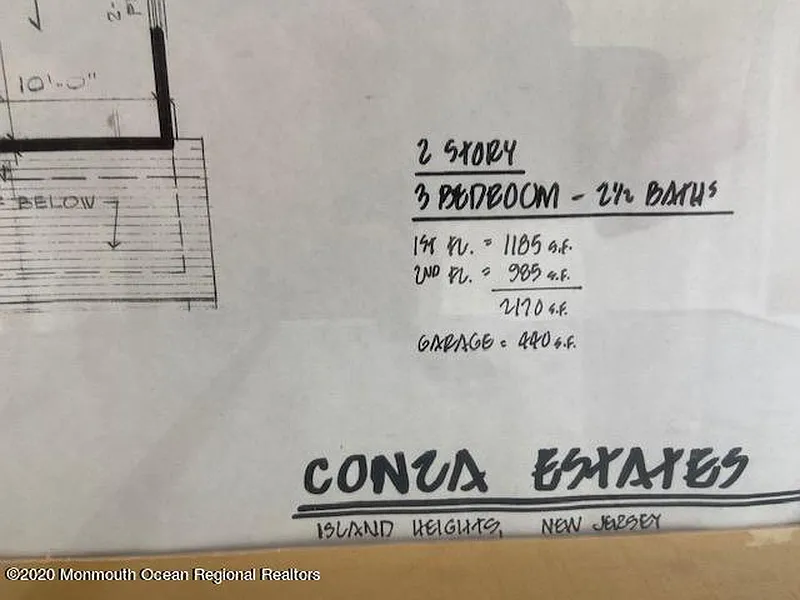 10'-0"
BELOW
2 STORY
3 BEDROOM - 2½ BATHS
1ST FL. = 1185 S.F.
2ND FL. = 985 S.F.
2170 S.F.
GARAGE = 440 S.F.
CONZA ESTATES
ISLAND HEIGHTS, NEW JERSEY
©2020 Monmouth Ocean Regional Realtors